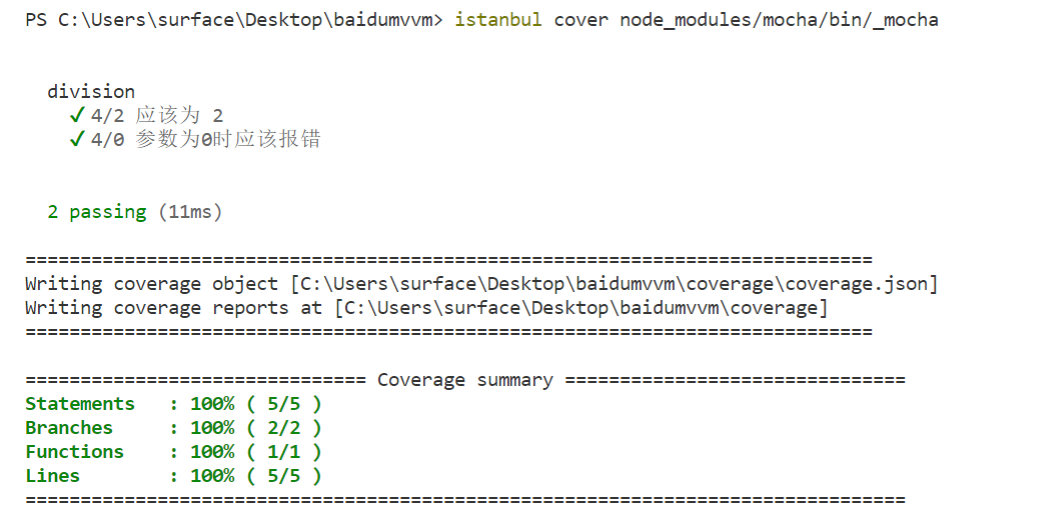 PS C:\Users\surface\Desktop\baidumvvm> istanbul cover node_modules/mocha/bin/_mocha
division
✓ 4/2 应该为 2
✓ 4/0 参数为0时应该报错
2 passing (11ms)
=============================================================================
Writing coverage object [C:\Users\surface\Desktop\baidumvvm\coverage\coverage.json]
Writing coverage reports at [C:\Users\surface\Desktop\baidumvvm\coverage]
=============================================================================
=============================== Coverage summary ===============================
Statements   : 100% ( 5/5 )
Branches     : 100% ( 2/2 )
Functions    : 100% ( 1/1 )
Lines        : 100% ( 5/5 )
================================================================================